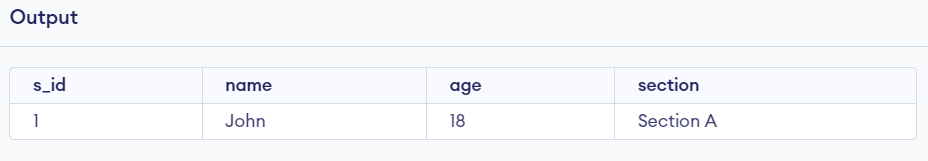 Output
s_id name age section
1 John 18 Section A